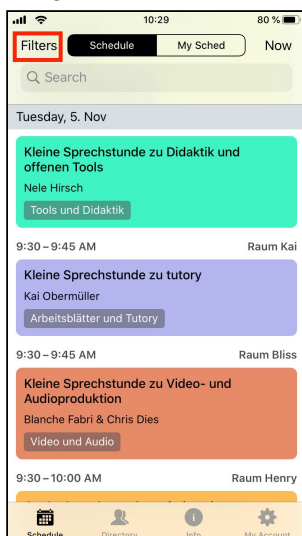 10:29
80 %
Filters
Schedule
My Sched
Now
Search
Tuesday, 5. Nov
Kleine Sprechstunde zu Didaktik und
offenen Tools
Nele Hirsch
Tools und Didaktik
9:30 – 9:45 AM
Raum Kai
Kleine Sprechstunde zu tutory
Kai Obermüller
Arbeitsblätter und Tutory
9:30 – 9:45 AM
Raum Bliss
Kleine Sprechstunde zu Video- und
Audioproduktion
Blanche Fabri & Chris Dies
Video und Audio
9:30 – 10:00 AM
Raum Henry
Schedule
Directory
Info
My Account